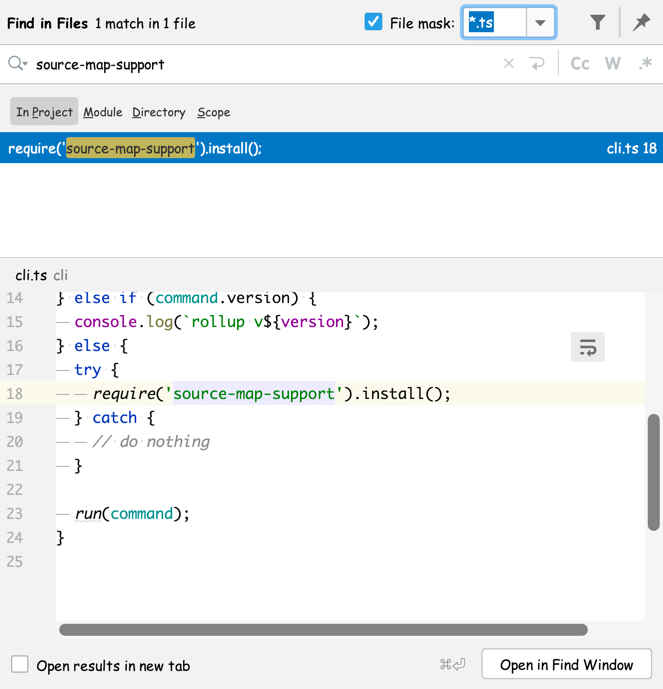 Find in Files 1 match in 1 file File mask: *.ts
source-map-support Cc W .*
In Project Module Directory Scope
require('source-map-support').install(); cli.ts 18
cli.ts cli
14 } else if (command.version) {
15 console.log(`rollup v${version}`);
16 } else {
17 try {
18 require('source-map-support').install();
19 } catch {
20 // do nothing
21 }
22
23 run(command);
24 }
25
Open results in new tab ⌘⏎ Open in Find Window